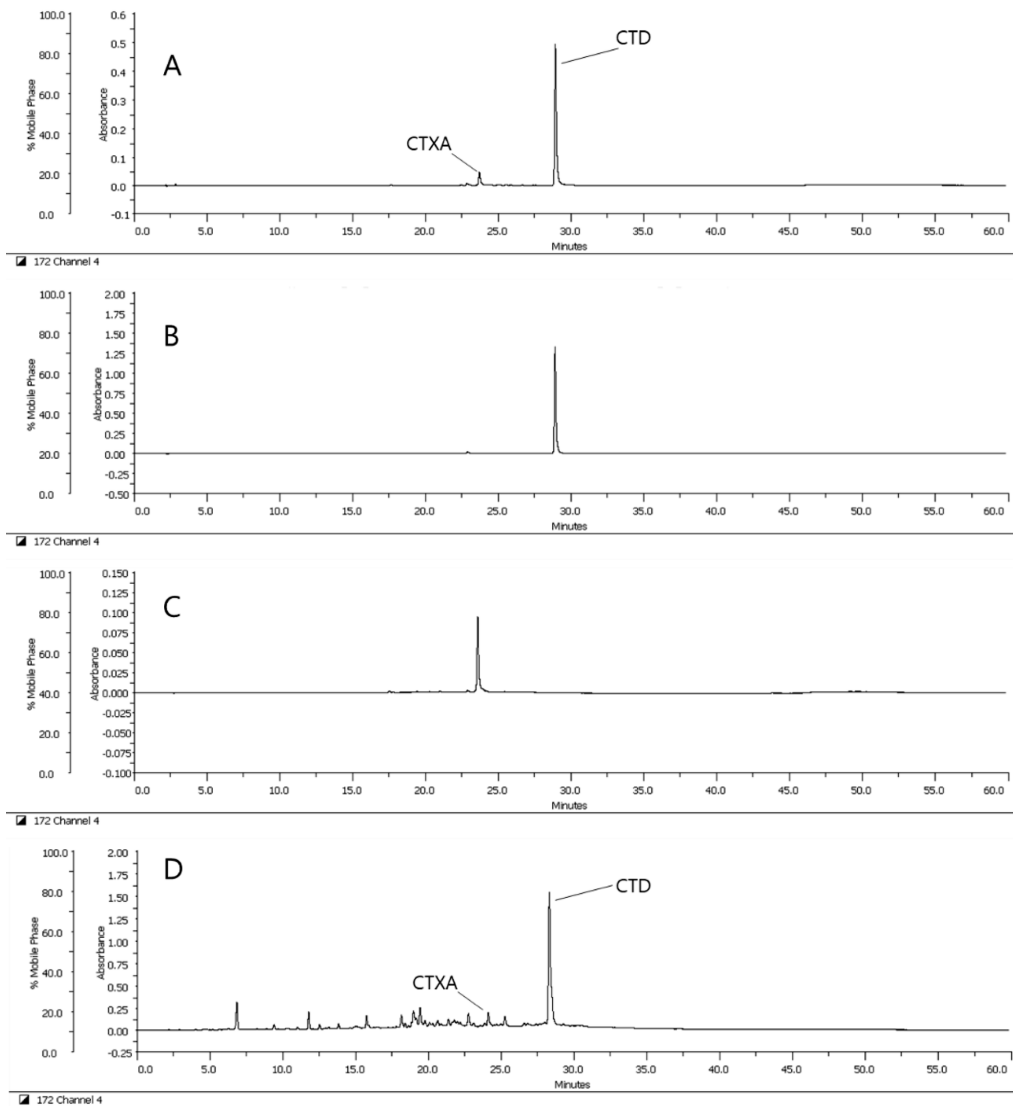 A
CTD
CTXA
% Mobile Phase
100.0
80.0
60.0
40.0
20.0
0.0
Absorbance
0.6
0.5
0.4
0.3
0.2
0.1
0.0
-0.1
0.0 5.0 10.0 15.0 20.0 25.0 30.0 35.0 40.0 45.0 50.0 55.0 60.0
Minutes
172 Channel 4
B
% Mobile Phase
100.0
80.0
60.0
40.0
20.0
0.0
Absorbance
2.00
1.75
1.50
1.25
1.00
0.75
0.50
0.25
0.00
-0.25
-0.50
0.0 5.0 10.0 15.0 20.0 25.0 30.0 35.0 40.0 45.0 50.0 55.0 60.0
Minutes
172 Channel 4
C
% Mobile Phase
100.0
80.0
60.0
40.0
20.0
0.0
Absorbance
0.150
0.125
0.100
0.075
0.050
0.025
0.000
-0.025
-0.050
-0.075
-0.100
0.0 5.0 10.0 15.0 20.0 25.0 30.0 35.0 40.0 45.0 50.0 55.0 60.0
Minutes
172 Channel 4
D
CTD
CTXA
% Mobile Phase
100.0
80.0
60.0
40.0
20.0
0.0
Absorbance
2.00
1.75
1.50
1.25
1.00
0.75
0.50
0.25
0.00
-0.25
0.0 5.0 10.0 15.0 20.0 25.0 30.0 35.0 40.0 45.0 50.0 55.0 60.0
Minutes
172 Channel 4